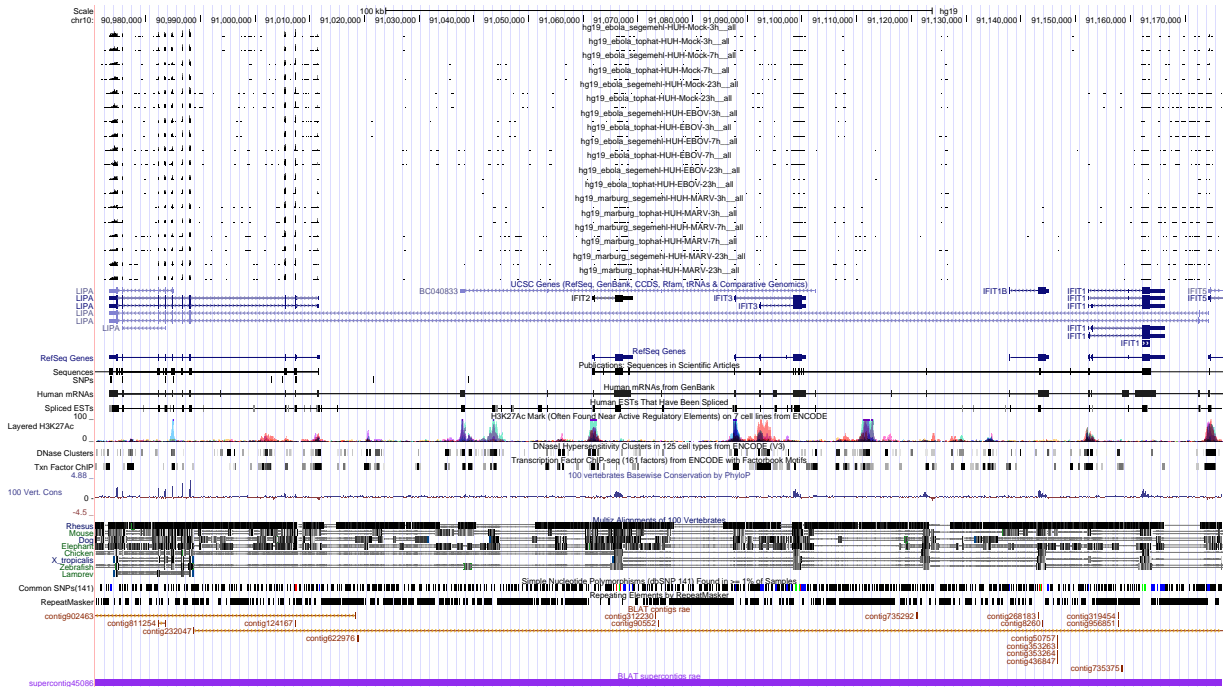 Scale 100 kb hg19
chr10: 90,980,000 90,990,000 91,000,000 91,010,000 91,020,000 91,030,000 91,040,000 91,050,000 91,060,000 91,070,000 91,080,000 91,090,000 91,100,000 91,110,000 91,120,000 91,130,000 91,140,000 91,150,000 91,160,000 91,170,000
hg19_ebola_segemehl-HUH-Mock-3h__all
hg19_ebola_tophat-HUH-Mock-3h__all
hg19_ebola_segemehl-HUH-Mock-7h__all
hg19_ebola_tophat-HUH-Mock-7h__all
hg19_ebola_segemehl-HUH-Mock-23h__all
hg19_ebola_tophat-HUH-Mock-23h__all
hg19_ebola_segemehl-HUH-EBOV-3h__all
hg19_ebola_tophat-HUH-EBOV-3h__all
hg19_ebola_segemehl-HUH-EBOV-7h__all
hg19_ebola_tophat-HUH-EBOV-7h__all
hg19_ebola_segemehl-HUH-EBOV-23h__all
hg19_ebola_tophat-HUH-EBOV-23h__all
hg19_marburg_segemehl-HUH-MARV-3h__all
hg19_marburg_tophat-HUH-MARV-3h__all
hg19_marburg_segemehl-HUH-MARV-7h__all
hg19_marburg_tophat-HUH-MARV-7h__all
hg19_marburg_segemehl-HUH-MARV-23h__all
hg19_marburg_tophat-HUH-MARV-23h__all
UCSC Genes (RefSeq, GenBank, CCDS, Rfam, tRNAs & Comparative Genomics)
LIPA BC040833 IFIT1B IFIT1 IFIT5
LIPA IFIT2 IFIT3 IFIT1 IFIT5
LIPA IFIT3 IFIT1
LIPA
LIPA
LIPA IFIT1
IFIT1
IFIT1
RefSeq Genes
RefSeq Genes
Publications: Sequences in Scientific Articles
Sequences
SNPs
Human mRNAs from GenBank
Human mRNAs
Human ESTs That Have Been Spliced
Spliced ESTs
H3K27Ac Mark (Often Found Near Active Regulatory Elements) on 7 cell lines from ENCODE
100
Layered H3K27Ac
0
DNaseI Hypersensitivity Clusters in 125 cell types from ENCODE (V3)
DNase Clusters
Transcription Factor ChIP-seq (161 factors) from ENCODE with Factorbook Motifs
Txn Factor ChIP
100 vertebrates Basewise Conservation by PhyloP
4.88
100 Vert. Cons
0
-4.5
Multiz Alignments of 100 Vertebrates
Rhesus
Mouse
Dog
Elephant
Chicken
X_tropicalis
Zebrafish
Lamprey
Simple Nucleotide Polymorphisms (dbSNP 141) Found in >= 1% of Samples
Common SNPs(141)
Repeating Elements by RepeatMasker
RepeatMasker
BLAT contigs rae
contig902463 contig312230 contig735292 contig268183 contig319454
contig811254 contig124167 contig90552 contig8260 contig956851
contig232047
contig622976 contig50757
contig353263
contig353264
contig436847
contig735375
BLAT supercontigs rae
supercontig45086